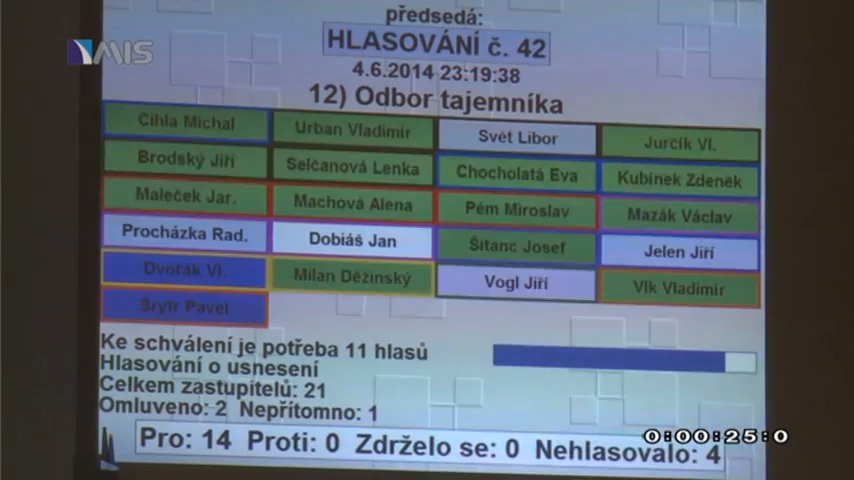 MIS
předsedá:
HLASOVÁNÍ č. 42
4.6.2014 23:19:38
12) Odbor tajemníka
Cihla Michal Urban Vladimír Svět Libor Jurčík Vl.
Brodský Jiří Selčanová Lenka Chocholatá Eva Kubínek Zdeněk
Maleček Jar. Machová Alena Pém Miroslav Mazák Václav
Procházka Rad. Dobiáš Jan Šitanc Josef Jelen Jiří
Dvořák Vl. Milan Děžinský Vogl Jiří Vlk Vladimír
Šrytr Pavel
Ke schválení je potřeba 11 hlasů
Hlasování o usnesení
Celkem zastupitelů: 21
Omluveno: 2 Nepřítomno: 1
0:00:25:0
Pro: 14 Proti: 0 Zdrželo se: 0 Nehlasovalo: 4